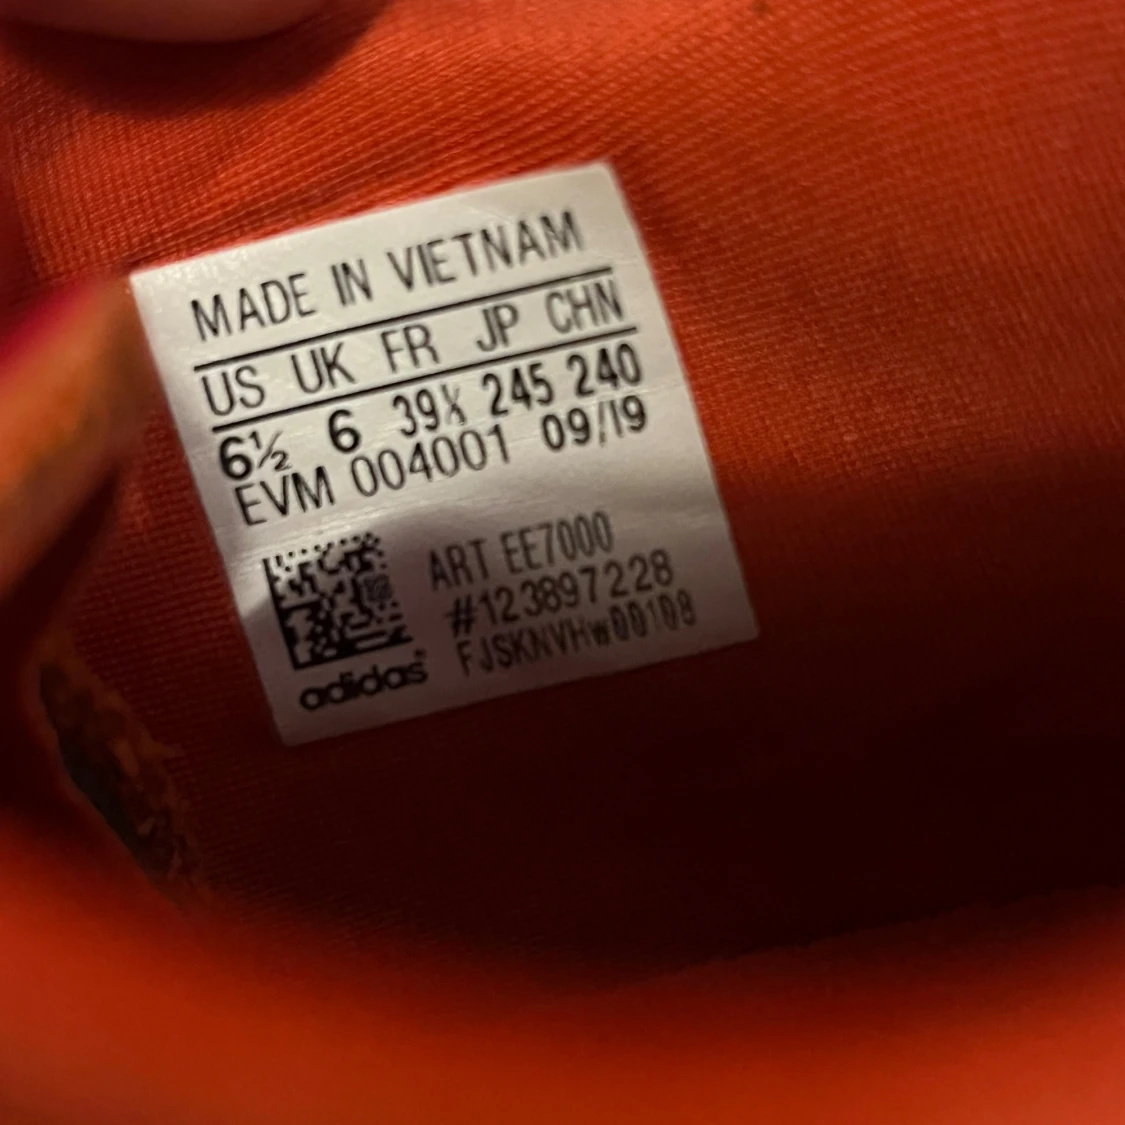 MADE IN VIETNAM
US UK FR JP CHN
6½ 6 39⅓ 245 240
EVM 004001 09/19
ART EE7000
#123897228
FJSKNVHw00108
adidas